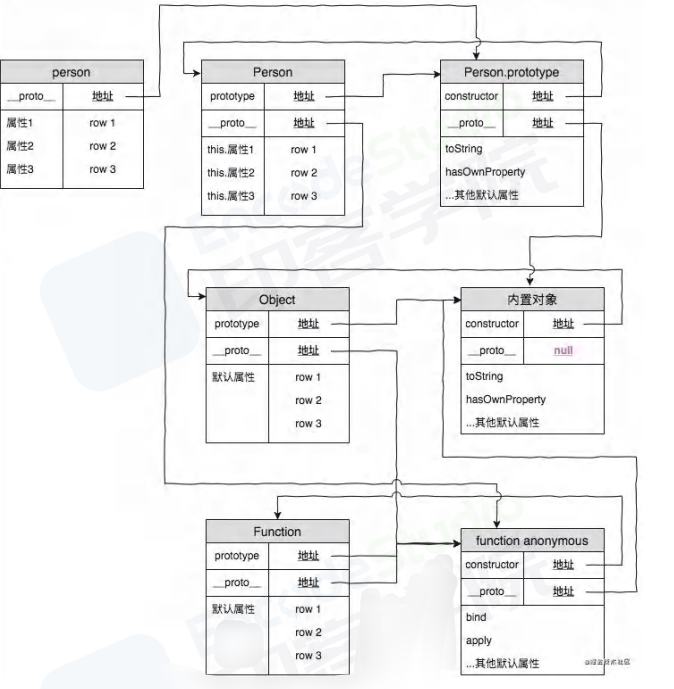 person
__proto__ 地址
属性1 row 1
属性2 row 2
属性3 row 3
Person
prototype 地址
__proto__ 地址
this.属性1 row 1
this.属性2 row 2
this.属性3 row 3
Person.prototype
constructor 地址
__proto__ 地址
toString
hasOwnProperty
...其他默认属性
Object
prototype 地址
__proto__ 地址
默认属性 row 1
row 2
row 3
内置对象
constructor 地址
__proto__ null
toString
hasOwnProperty
...其他默认属性
Function
prototype 地址
__proto__ 地址
默认属性 row 1
row 2
row 3
function anonymous
constructor 地址
__proto__ 地址
bind
apply
...其他默认属性
印客学院